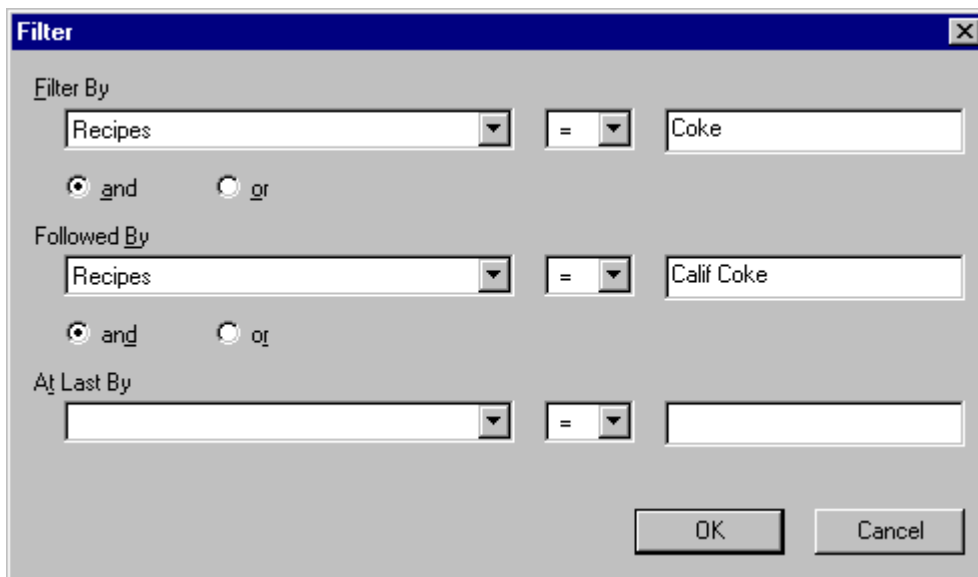 Filter
Filter By
Recipes = Coke
and or
Followed By
Recipes = Calif Coke
and or
At Last By
=
OK Cancel